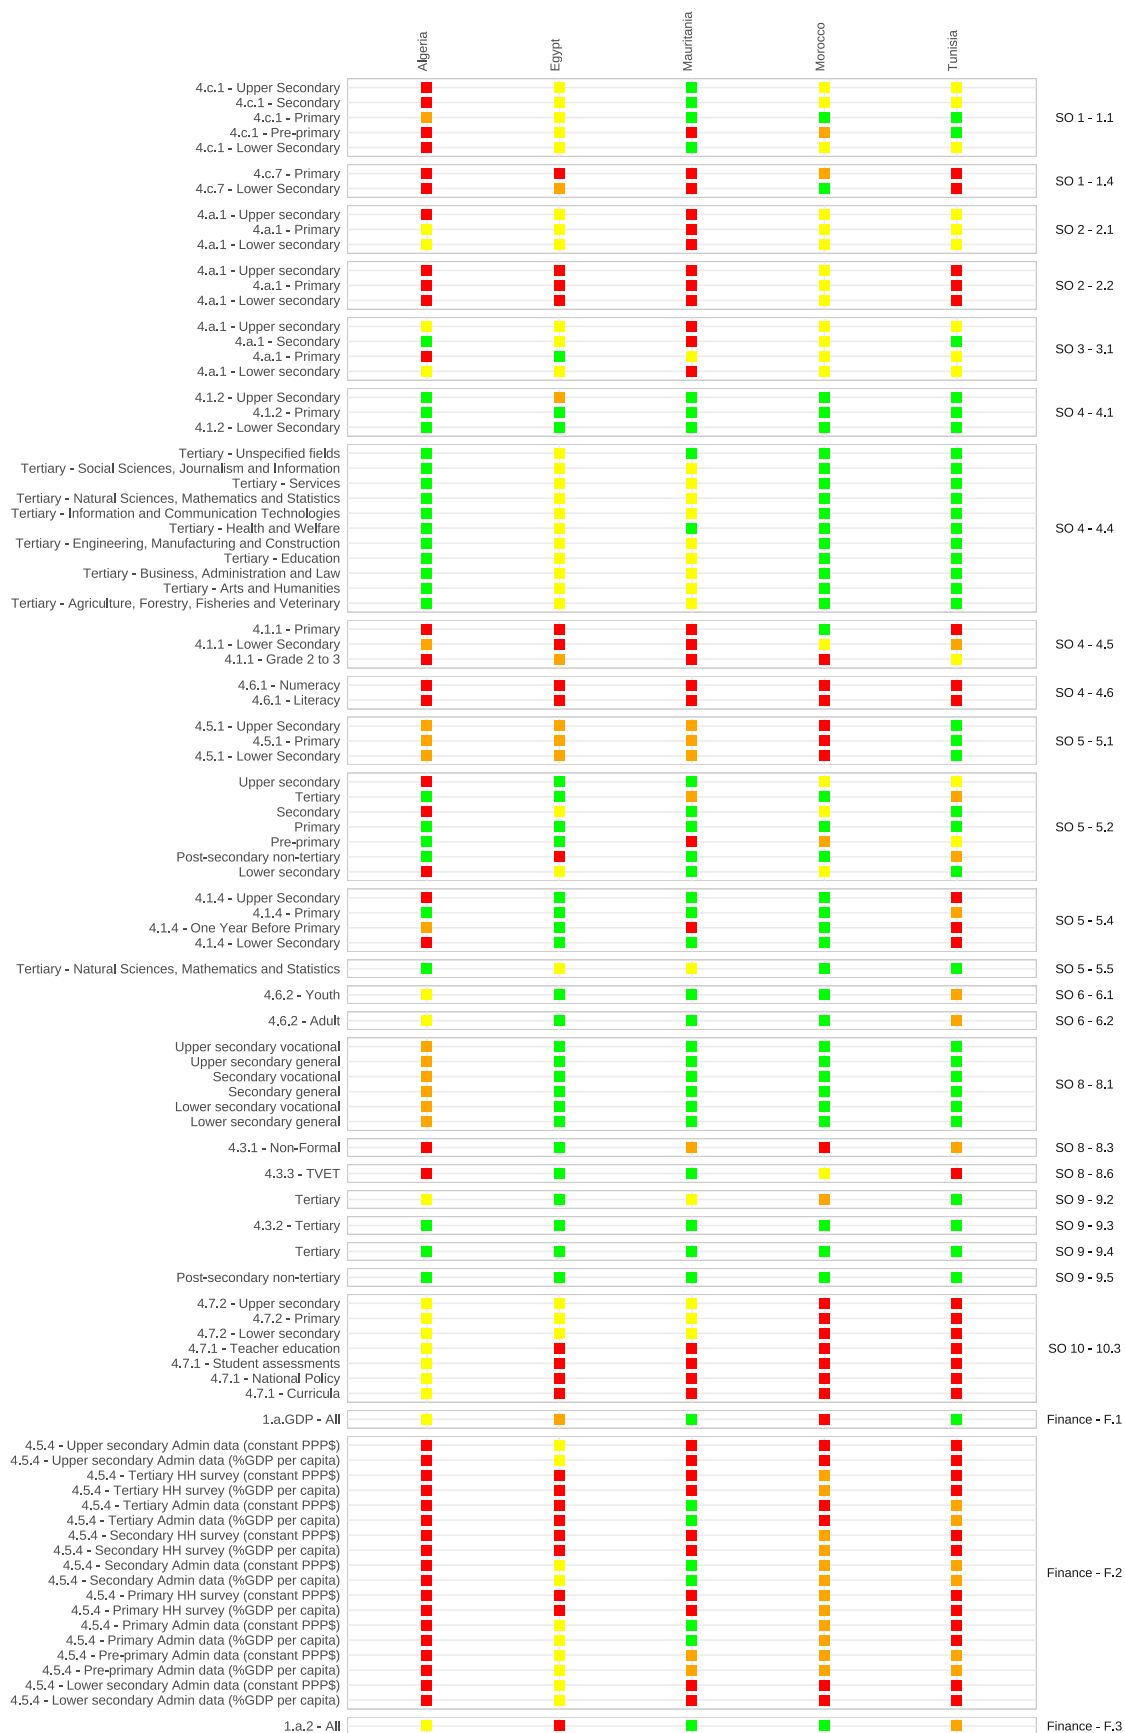 Algeria
Egypt
Mauritania
Morocco
Tunisia
4.c.1 - Upper Secondary
4.c.1 - Secondary
4.c.1 - Primary
4.c.1 - Pre-primary
4.c.1 - Lower Secondary
SO 1 - 1.1
4.c.7 - Primary
4.c.7 - Lower Secondary
SO 1 - 1.4
4.a.1 - Upper secondary
4.a.1 - Primary
4.a.1 - Lower secondary
SO 2 - 2.1
4.a.1 - Upper secondary
4.a.1 - Primary
4.a.1 - Lower secondary
SO 2 - 2.2
4.a.1 - Upper secondary
4.a.1 - Secondary
4.a.1 - Primary
4.a.1 - Lower secondary
SO 3 - 3.1
4.1.2 - Upper Secondary
4.1.2 - Primary
4.1.2 - Lower Secondary
SO 4 - 4.1
Tertiary - Unspecified fields
Tertiary - Social Sciences, Journalism and Information
Tertiary - Services
Tertiary - Natural Sciences, Mathematics and Statistics
Tertiary - Information and Communication Technologies
Tertiary - Health and Welfare
Tertiary - Engineering, Manufacturing and Construction
Tertiary - Education
Tertiary - Business, Administration and Law
Tertiary - Arts and Humanities
Tertiary - Agriculture, Forestry, Fisheries and Veterinary
SO 4 - 4.4
4.1.1 - Primary
4.1.1 - Lower Secondary
4.1.1 - Grade 2 to 3
SO 4 - 4.5
4.6.1 - Numeracy
4.6.1 - Literacy
SO 4 - 4.6
4.5.1 - Upper Secondary
4.5.1 - Primary
4.5.1 - Lower Secondary
SO 5 - 5.1
Upper secondary
Tertiary
Secondary
Primary
Pre-primary
Post-secondary non-tertiary
Lower secondary
SO 5 - 5.2
4.1.4 - Upper Secondary
4.1.4 - Primary
4.1.4 - One Year Before Primary
4.1.4 - Lower Secondary
SO 5 - 5.4
Tertiary - Natural Sciences, Mathematics and Statistics
SO 5 - 5.5
4.6.2 - Youth
SO 6 - 6.1
4.6.2 - Adult
SO 6 - 6.2
Upper secondary vocational
Upper secondary general
Secondary vocational
Secondary general
Lower secondary vocational
Lower secondary general
SO 8 - 8.1
4.3.1 - Non-Formal
SO 8 - 8.3
4.3.3 - TVET
SO 8 - 8.6
Tertiary
SO 9 - 9.2
4.3.2 - Tertiary
SO 9 - 9.3
Tertiary
SO 9 - 9.4
Post-secondary non-tertiary
SO 9 - 9.5
4.7.2 - Upper secondary
4.7.2 - Primary
4.7.2 - Lower secondary
4.7.1 - Teacher education
4.7.1 - Student assessments
4.7.1 - National Policy
4.7.1 - Curricula
SO 10 - 10.3
1.a.GDP - All
Finance - F.1
4.5.4 - Upper secondary Admin data (constant PPP$)
4.5.4 - Upper secondary Admin data (%GDP per capita)
4.5.4 - Tertiary HH survey (constant PPP$)
4.5.4 - Tertiary HH survey (%GDP per capita)
4.5.4 - Tertiary Admin data (constant PPP$)
4.5.4 - Tertiary Admin data (%GDP per capita)
4.5.4 - Secondary HH survey (constant PPP$)
4.5.4 - Secondary HH survey (%GDP per capita)
4.5.4 - Secondary Admin data (constant PPP$)
4.5.4 - Secondary Admin data (%GDP per capita)
4.5.4 - Primary HH survey (constant PPP$)
4.5.4 - Primary HH survey (%GDP per capita)
4.5.4 - Primary Admin data (constant PPP$)
4.5.4 - Primary Admin data (%GDP per capita)
4.5.4 - Pre-primary Admin data (constant PPP$)
4.5.4 - Pre-primary Admin data (%GDP per capita)
4.5.4 - Lower secondary Admin data (constant PPP$)
4.5.4 - Lower secondary Admin data (%GDP per capita)
Finance - F.2
1.a.2 - All
Finance - F.3